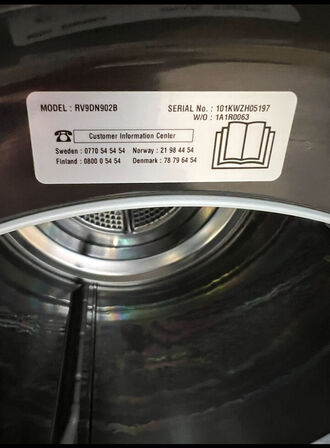 MODEL : RV9DN902B
SERIAL No. : 101KWZH05197
W/O : 1A1R0063
Customer Information Center
Sweden : 0770 54 54 54 Norway : 21 98 44 54
Finland : 0800 0 54 54 Denmark : 78 79 64 54